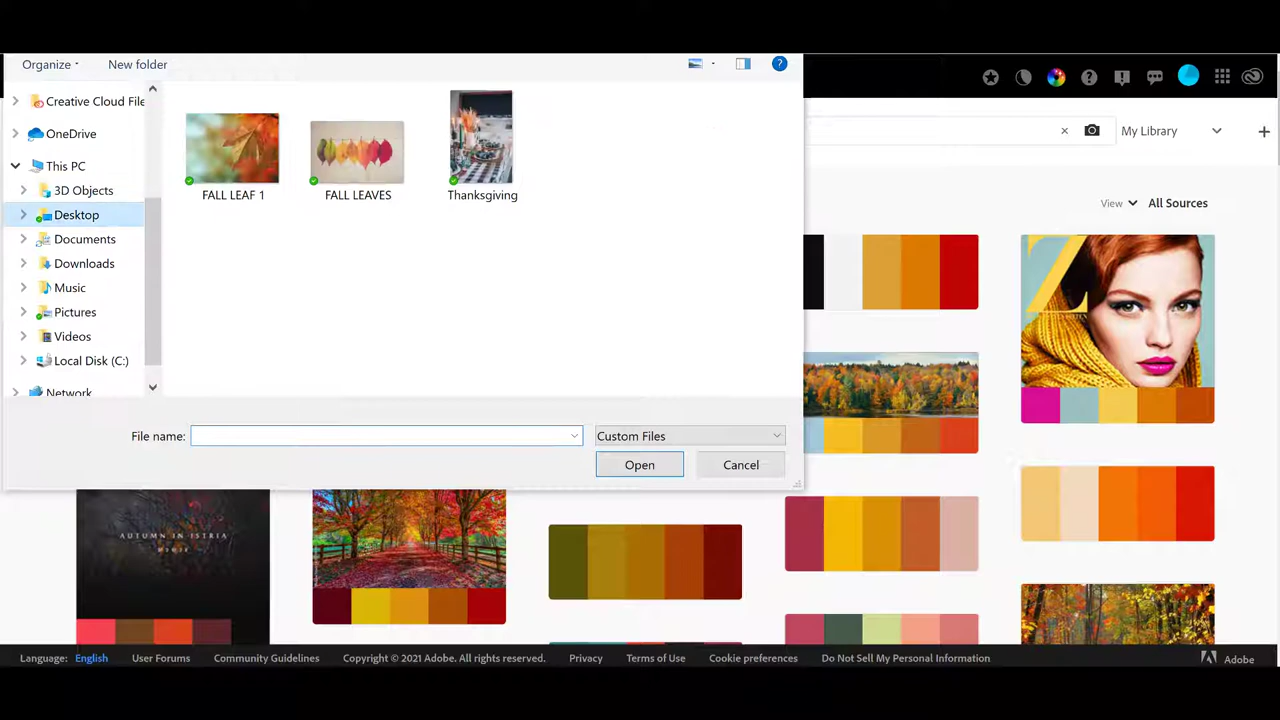 Organize
New folder
Creative Cloud File
OneDrive
This PC
3D Objects
Desktop
Documents
Downloads
Music
Pictures
Videos
Local Disk (C:)
Network
FALL LEAF 1
FALL LEAVES
Thanksgiving
File name:
Custom Files
Open
Cancel
My Library
View
All Sources
Z
AUTUMN IN ISTRIA
Language:
English
User Forums
Community Guidelines
Copyright © 2021 Adobe. All rights reserved.
Privacy
Terms of Use
Cookie preferences
Do Not Sell My Personal Information
Adobe